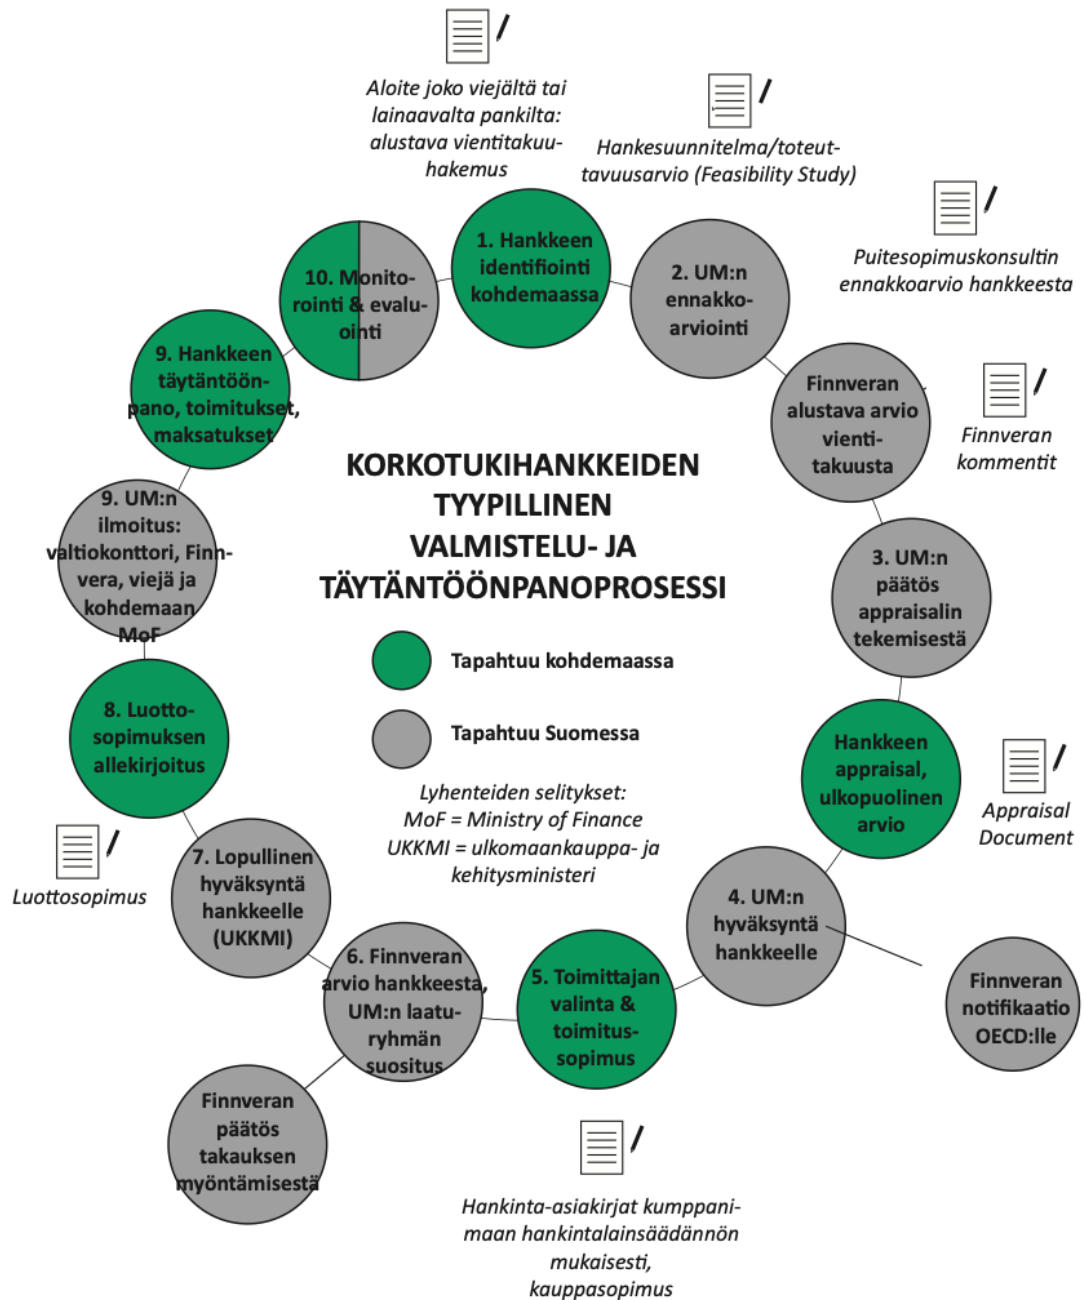 Aloite joko viejältä tai
lainaavalta pankilta:
alustava vientitakuu-
hakemus
Hankesuunnitelma/toteut-
tavuusarvio (Feasibility Study)
Puitesopimuskonsultin
ennakkoarvio hankkeesta
1. Hankkeen
identifiointi
kohdemaassa
2. UM:n
ennakko-
arviointi
Finnveran
alustava arvio
vienti-
takuusta
Finnveran
kommentit
3. UM:n
päätös
appraisalin
tekemisestä
Hankkeen
appraisal,
ulkopuolinen
arvio
Appraisal
Document
4. UM:n
hyväksyntä
hankkeelle
Finnveran
notifikaatio
OECD:lle
5. Toimittajan
valinta &
toimitus-
sopimus
Hankinta-asiakirjat kumppani-
maan hankintalainsäädännön
mukaisesti,
kauppasopimus
6. Finnveran
arvio hankkeesta,
UM:n laatu-
ryhmän
suositus
Finnveran
päätös
takauksen
myöntämisestä
7. Lopullinen
hyväksyntä
hankkeelle
(UKKMI)
8. Luotto-
sopimuksen
allekirjoitus
Luottosopimus
9. UM:n
ilmoitus:
valtiokonttori, Finn-
vera, viejä ja
kohdemaan
MoF
9. Hankkeen
täytäntöön-
pano, toimitukset,
maksatukset
10. Monito-
rointi & evalu-
ointi
KORKOTUKIHANKKEIDEN
TYYPILLINEN
VALMISTELU- JA
TÄYTÄNTÖÖNPANOPROSESSI
Tapahtuu kohdemaassa
Tapahtuu Suomessa
Lyhenteiden selitykset:
MoF = Ministry of Finance
UKKMI = ulkomaankauppa- ja
kehitysministeri